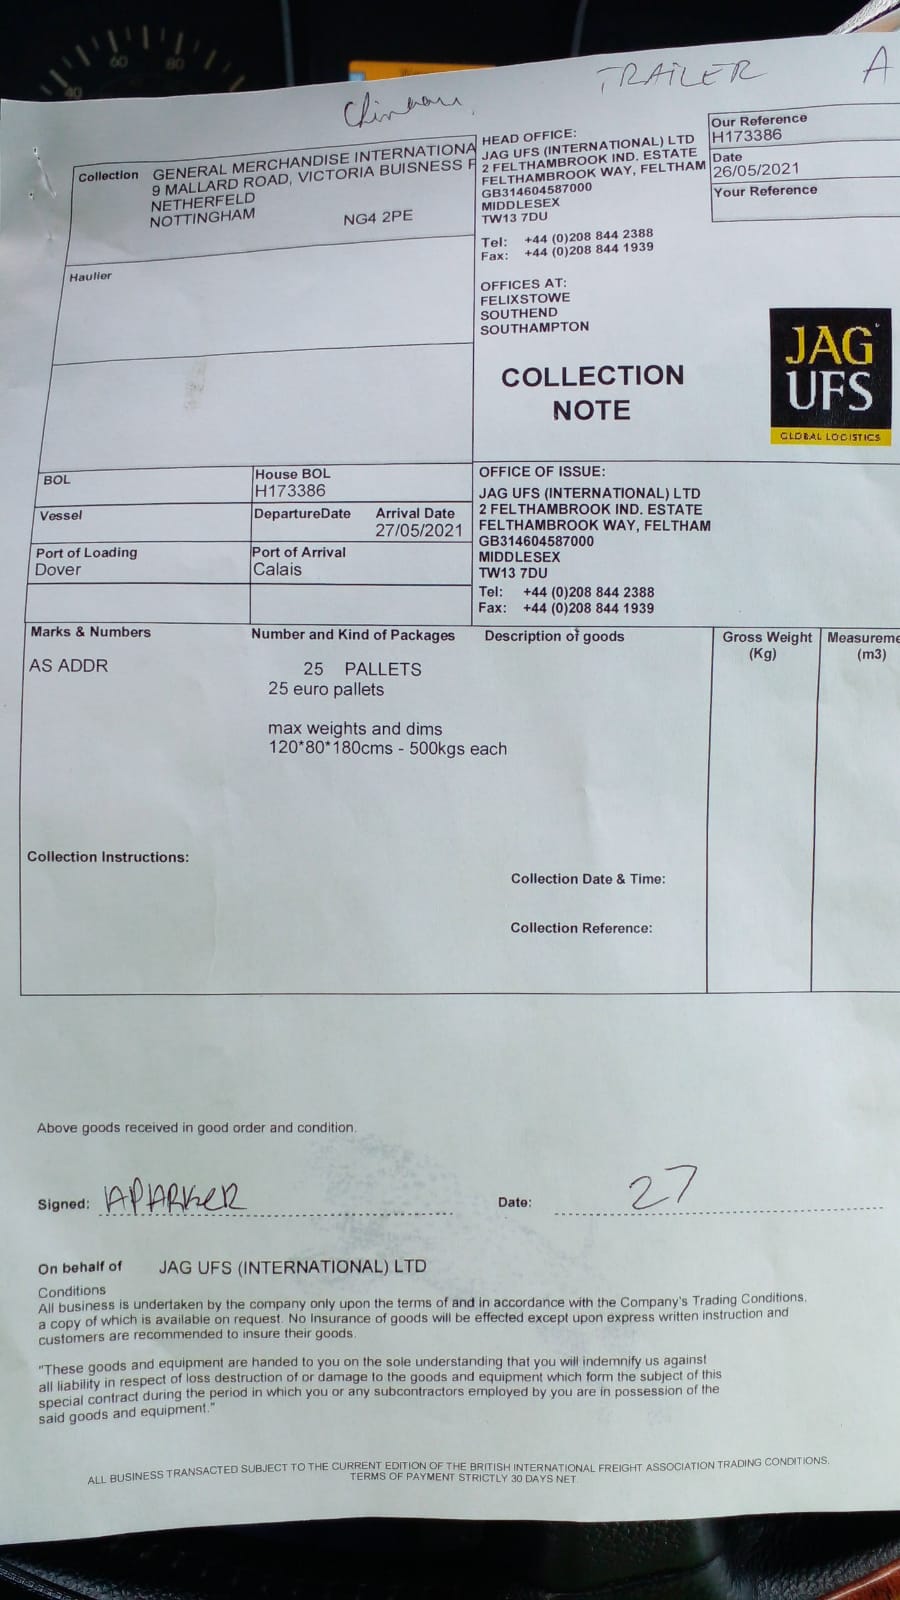 TRAILER A
Collection GENERAL MERCHANDISE INTERNATIONA
9 MALLARD ROAD, VICTORIA BUISNESS P
NETHERFELD
NOTTINGHAM NG4 2PE
HEAD OFFICE:
JAG UFS (INTERNATIONAL) LTD
2 FELTHAMBROOK IND. ESTATE
FELTHAMBROOK WAY, FELTHAM
GB314604587000
MIDDLESEX
TW13 7DU
Tel: +44 (0)208 844 2388
Fax: +44 (0)208 844 1939
Our Reference
H173386
Date
26/05/2021
Your Reference
Haulier
OFFICES AT:
FELIXSTOWE
SOUTHEND
SOUTHAMPTON
COLLECTION
NOTE
JAG
UFS
GLOBAL LOGISTICS
BOL
House BOL
H173386
Vessel
DepartureDate
Arrival Date
27/05/2021
Port of Loading
Dover
Port of Arrival
Calais
OFFICE OF ISSUE:
JAG UFS (INTERNATIONAL) LTD
2 FELTHAMBROOK IND. ESTATE
FELTHAMBROOK WAY, FELTHAM
GB314604587000
MIDDLESEX
TW13 7DU
Tel: +44 (0)208 844 2388
Fax: +44 (0)208 844 1939
Marks & Numbers
Number and Kind of Packages
Description of goods
Gross Weight
(Kg)
Measureme
(m3)
AS ADDR
25 PALLETS
25 euro pallets
max weights and dims
120*80*180cms - 500kgs each
Collection Instructions:
Collection Date & Time:
Collection Reference:
Above goods received in good order and condition.
Signed: APARKER
Date: 27
On behalf of JAG UFS (INTERNATIONAL) LTD
Conditions
All business is undertaken by the company only upon the terms of and in accordance with the Company's Trading Conditions,
a copy of which is available on request. No Insurance of goods will be effected except upon express written instruction and
customers are recommended to insure their goods.
"These goods and equipment are handed to you on the sole understanding that you will indemnify us against
all liability in respect of loss destruction of or damage to the goods and equipment which form the subject of this
special contract during the period in which you or any subcontractors employed by you are in possession of the
said goods and equipment."
ALL BUSINESS TRANSACTED SUBJECT TO THE CURRENT EDITION OF THE BRITISH INTERNATIONAL FREIGHT ASSOCIATION TRADING CONDITIONS.
TERMS OF PAYMENT STRICTLY 30 DAYS NET